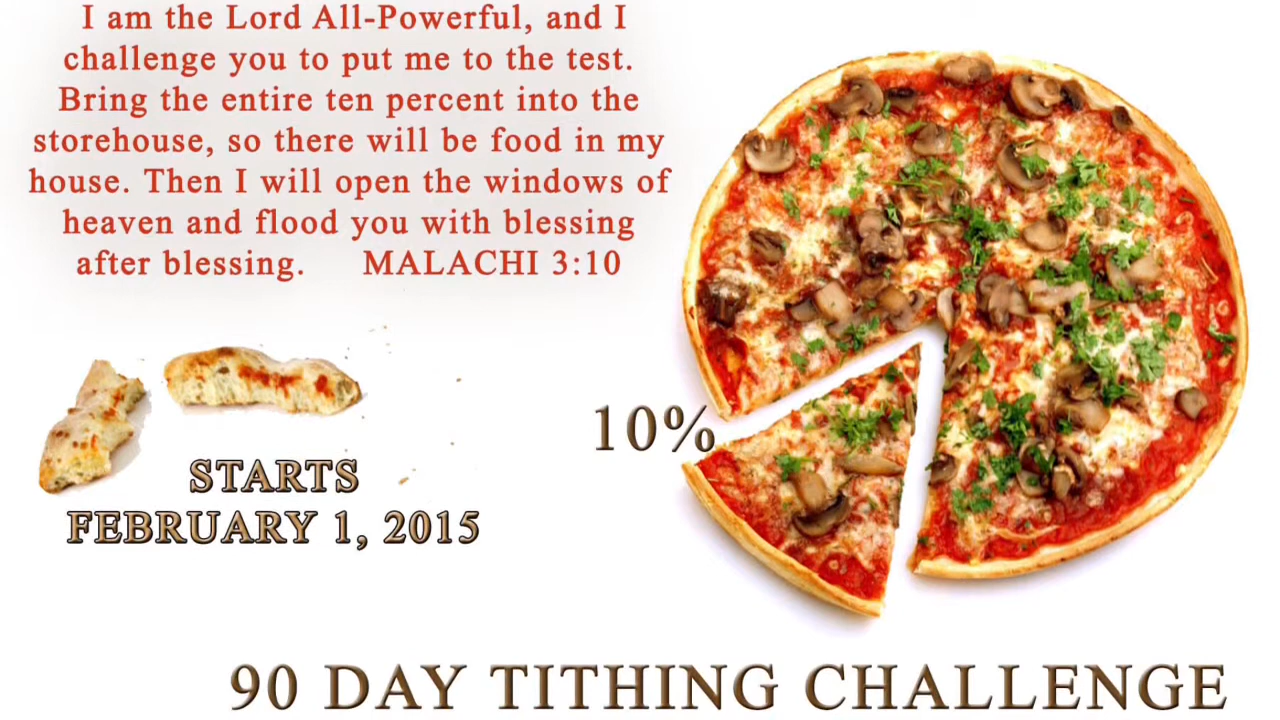 I am the Lord All-Powerful, and I
challenge you to put me to the test.
Bring the entire ten percent into the
storehouse, so there will be food in my
house. Then I will open the windows of
heaven and flood you with blessing
after blessing. MALACHI 3:10
10%
STARTS
FEBRUARY 1, 2015
90 DAY TITHING CHALLENGE